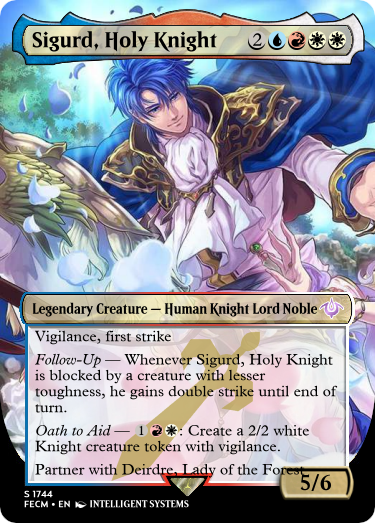 Sigurd, Holy Knight 2
Legendary Creature — Human Knight Lord Noble
Vigilance, first strike
Follow-Up — Whenever Sigurd, Holy Knight
is blocked by a creature with lesser
toughness, he gains double strike until end of
turn.
Oath to Aid — 1 : Create a 2/2 white
Knight creature token with vigilance.
Partner with Deirdre, Lady of the Forest
5/6
S 1744
FECM • EN INTELLIGENT SYSTEMS